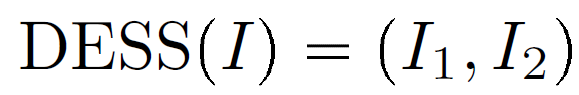 DESS(I) = (I₁, I₂)